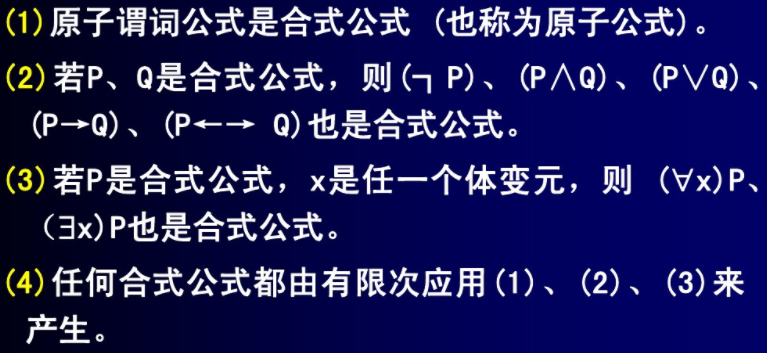 (1)原子谓词公式是合式公式 (也称为原子公式)。
(2)若P、Q是合式公式，则(┐P)、(P∧Q)、(P∨Q)、
(P→Q)、(P←→ Q)也是合式公式。
(3)若P是合式公式，x是任一个体变元，则 (∀x)P、
(∃x)P也是合式公式。
(4)任何合式公式都由有限次应用(1)、(2)、(3)来
产生。